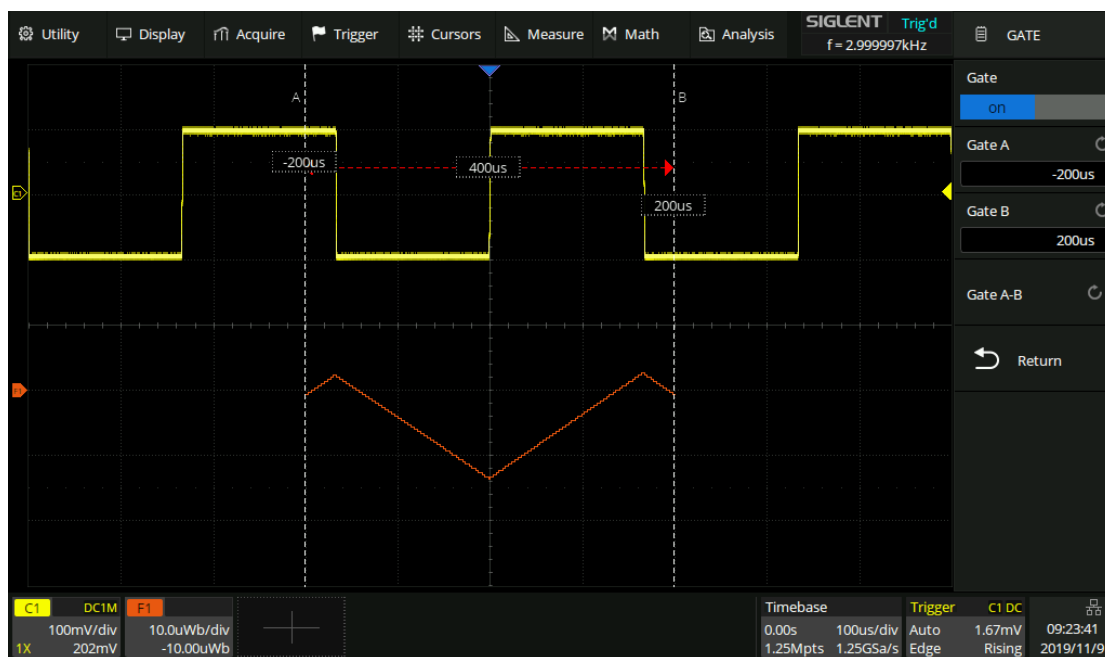 Utility Display Acquire Trigger Cursors Measure Math Analysis
SIGLENT Trig'd
f = 2.999997kHz
GATE
Gate
on
Gate A
-200us
Gate B
200us
Gate A-B
Return
A
B
-200us
400us
200us
C1
F1
C1 DC1M
100mV/div
1X 202mV
F1
10.0uWb/div
-10.00uWb
Timebase
0.00s 100us/div
1.25Mpts 1.25GSa/s
Trigger C1 DC
Auto 1.67mV
Edge Rising
09:23:41
2019/11/9